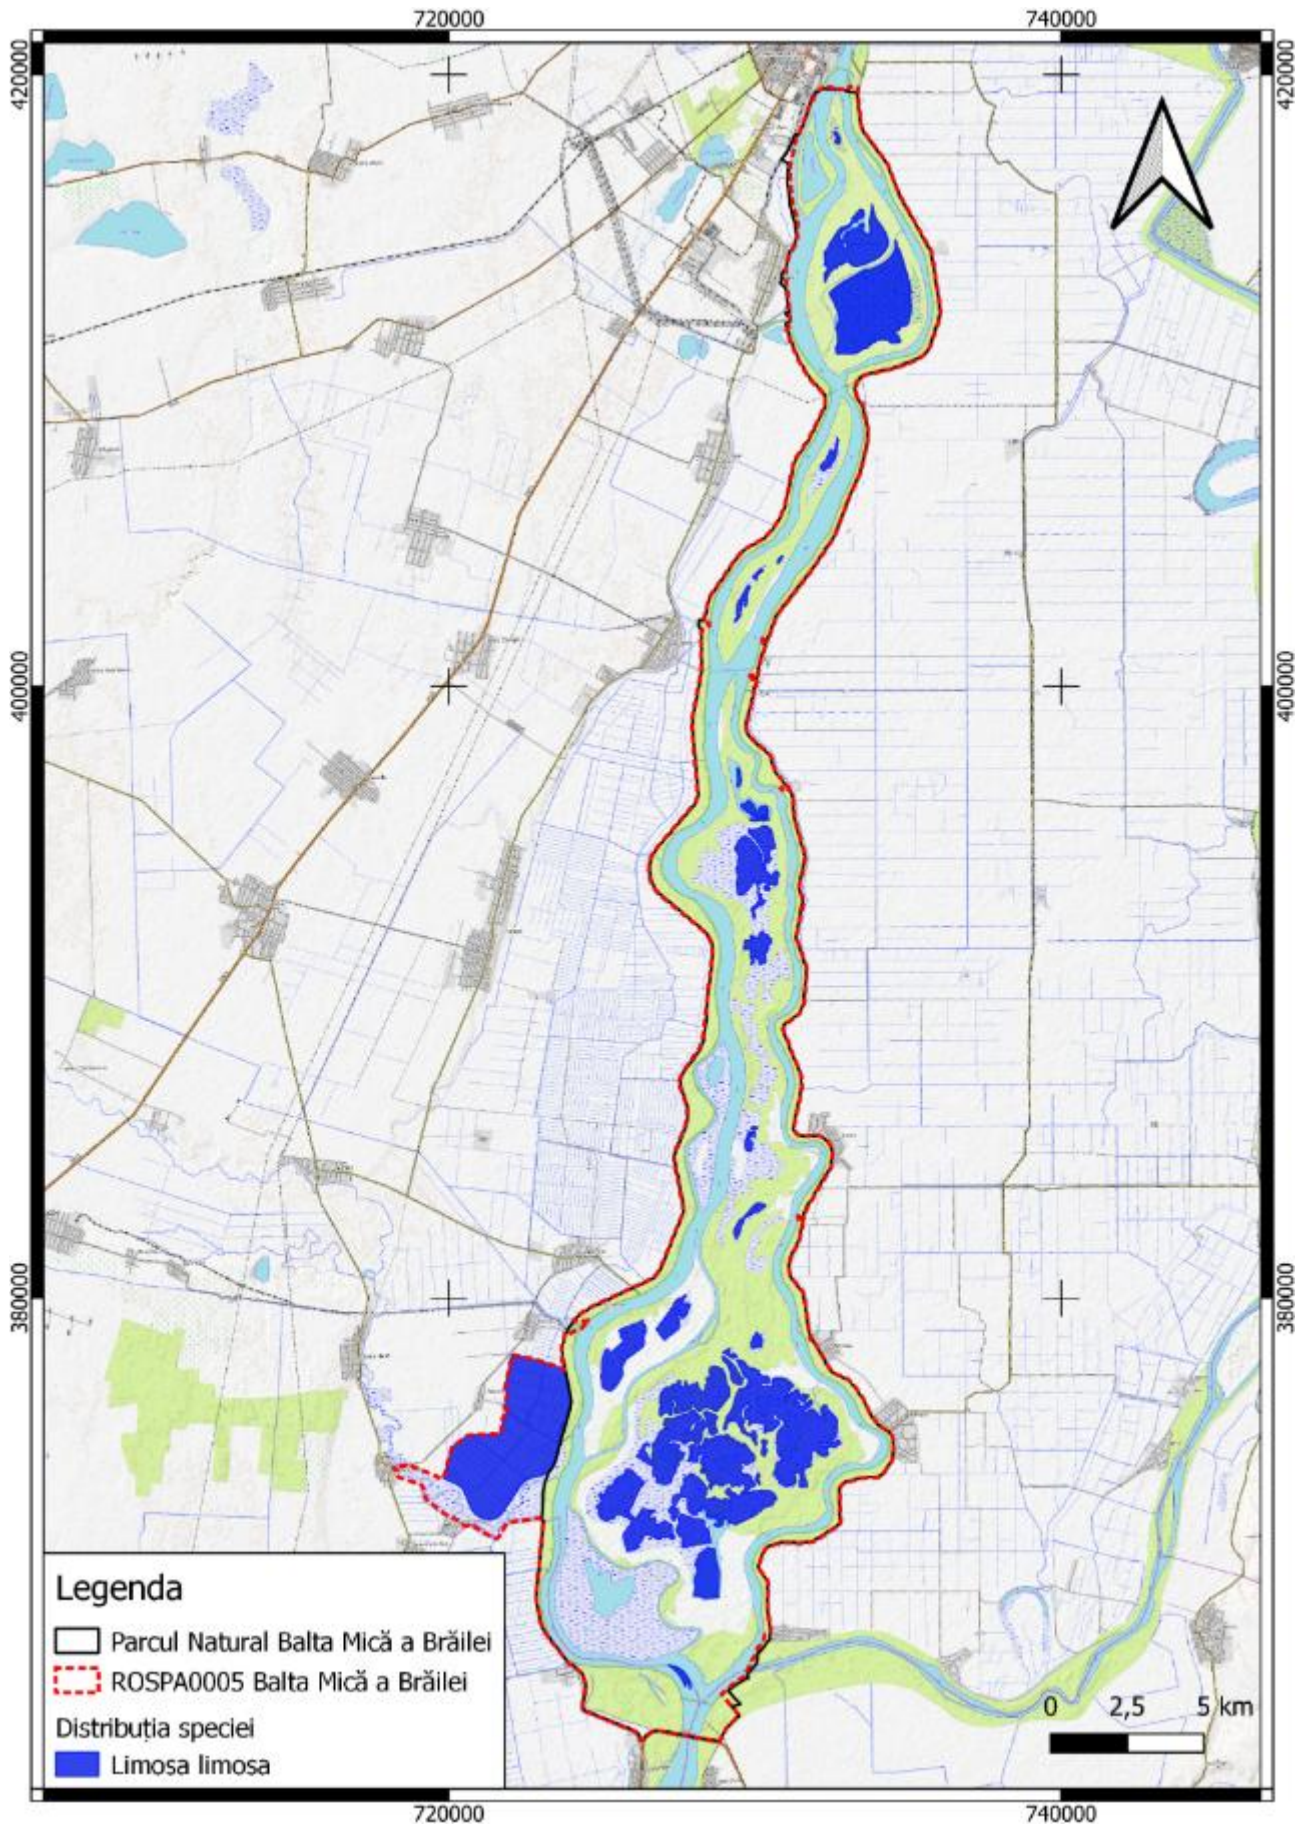 720000 740000
420000 420000
400000 400000
380000 380000
Legenda
Parcul Natural Balta Mică a Brăilei
ROSPA0005 Balta Mică a Brăilei
Distribuția speciei
Limosa limosa
0 2,5 5 km
720000 740000